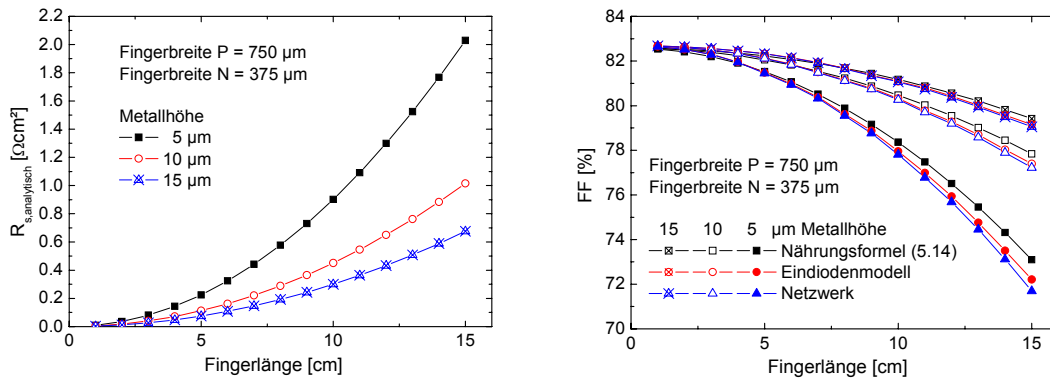 R_s,analytisch [Ωcm²]
2.2
2.0
1.8
1.6
1.4
1.2
1.0
0.8
0.6
0.4
0.2
0.0
Fingerbreite P = 750 µm
Fingerbreite N = 375 µm
Metallhöhe
5 µm
10 µm
15 µm
0 5 10 15
Fingerlänge [cm]
FF [%]
84
82
80
78
76
74
72
70
Fingerbreite P = 750 µm
Fingerbreite N = 375 µm
15 10 5 µm Metallhöhe
Nährungsformel (5.14)
Eindiodenmodell
Netzwerk
0 5 10 15
Fingerlänge [cm]